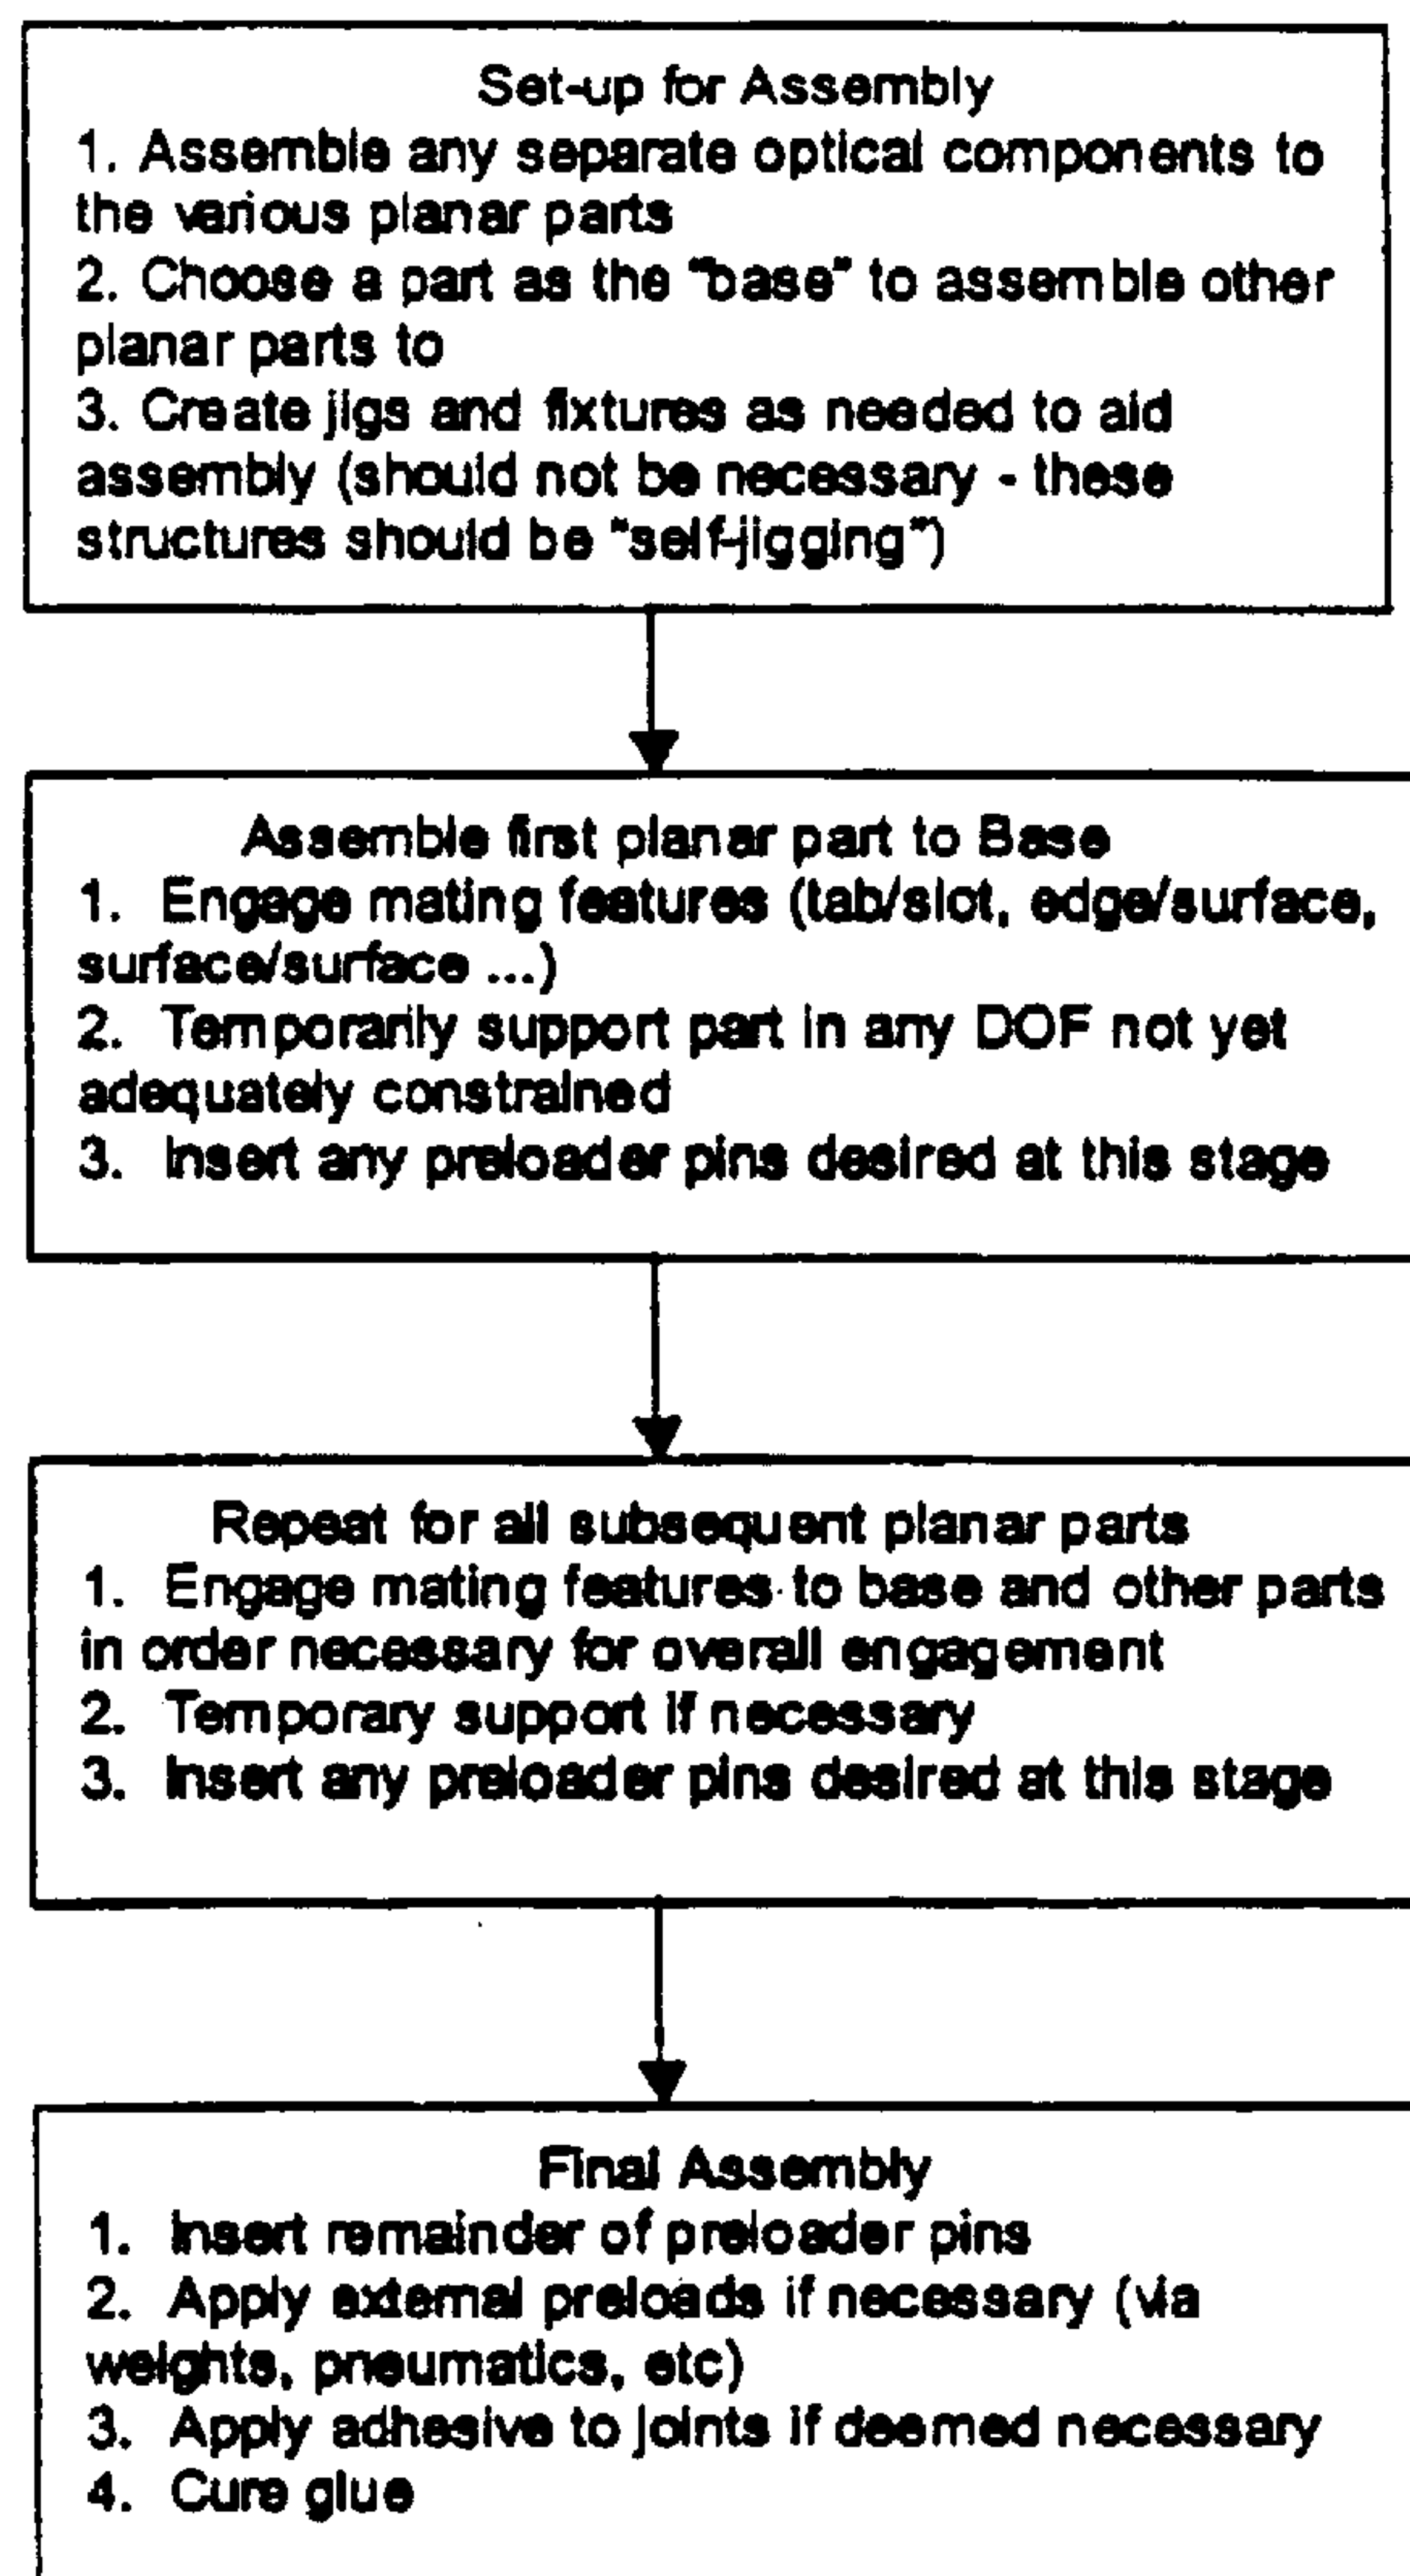 Set-up for Assembly
1. Assemble any separate optical components to
the various planar parts
2. Choose a part as the "base" to assemble other
planar parts to
3. Create jigs and fixtures as needed to aid
assembly (should not be necessary - these
structures should be "self-jigging")
Assemble first planar part to Base
1. Engage mating features (tab/slot, edge/surface,
surface/surface ...)
2. Temporarily support part in any DOF not yet
adequately constrained
3. Insert any preloader pins desired at this stage
Repeat for all subsequent planar parts
1. Engage mating features to base and other parts
in order necessary for overall engagement
2. Temporary support if necessary
3. Insert any preloader pins desired at this stage
Final Assembly
1. Insert remainder of preloader pins
2. Apply external preloads if necessary (via
weights, pneumatics, etc)
3. Apply adhesive to joints if deemed necessary
4. Cure glue